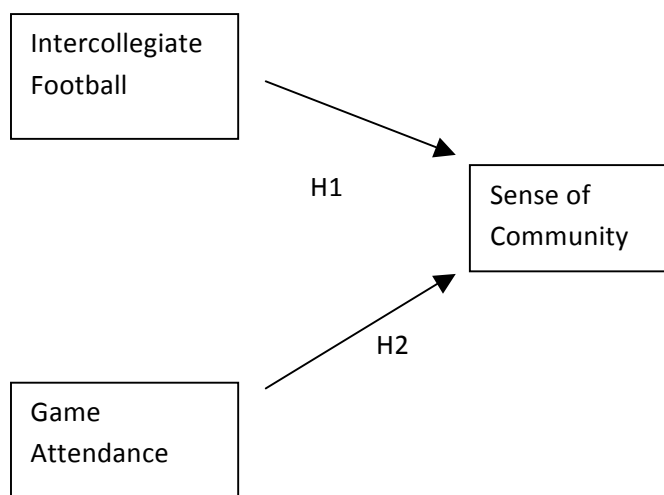 Intercollegiate
Football
H1
Sense of
Community
H2
Game
Attendance